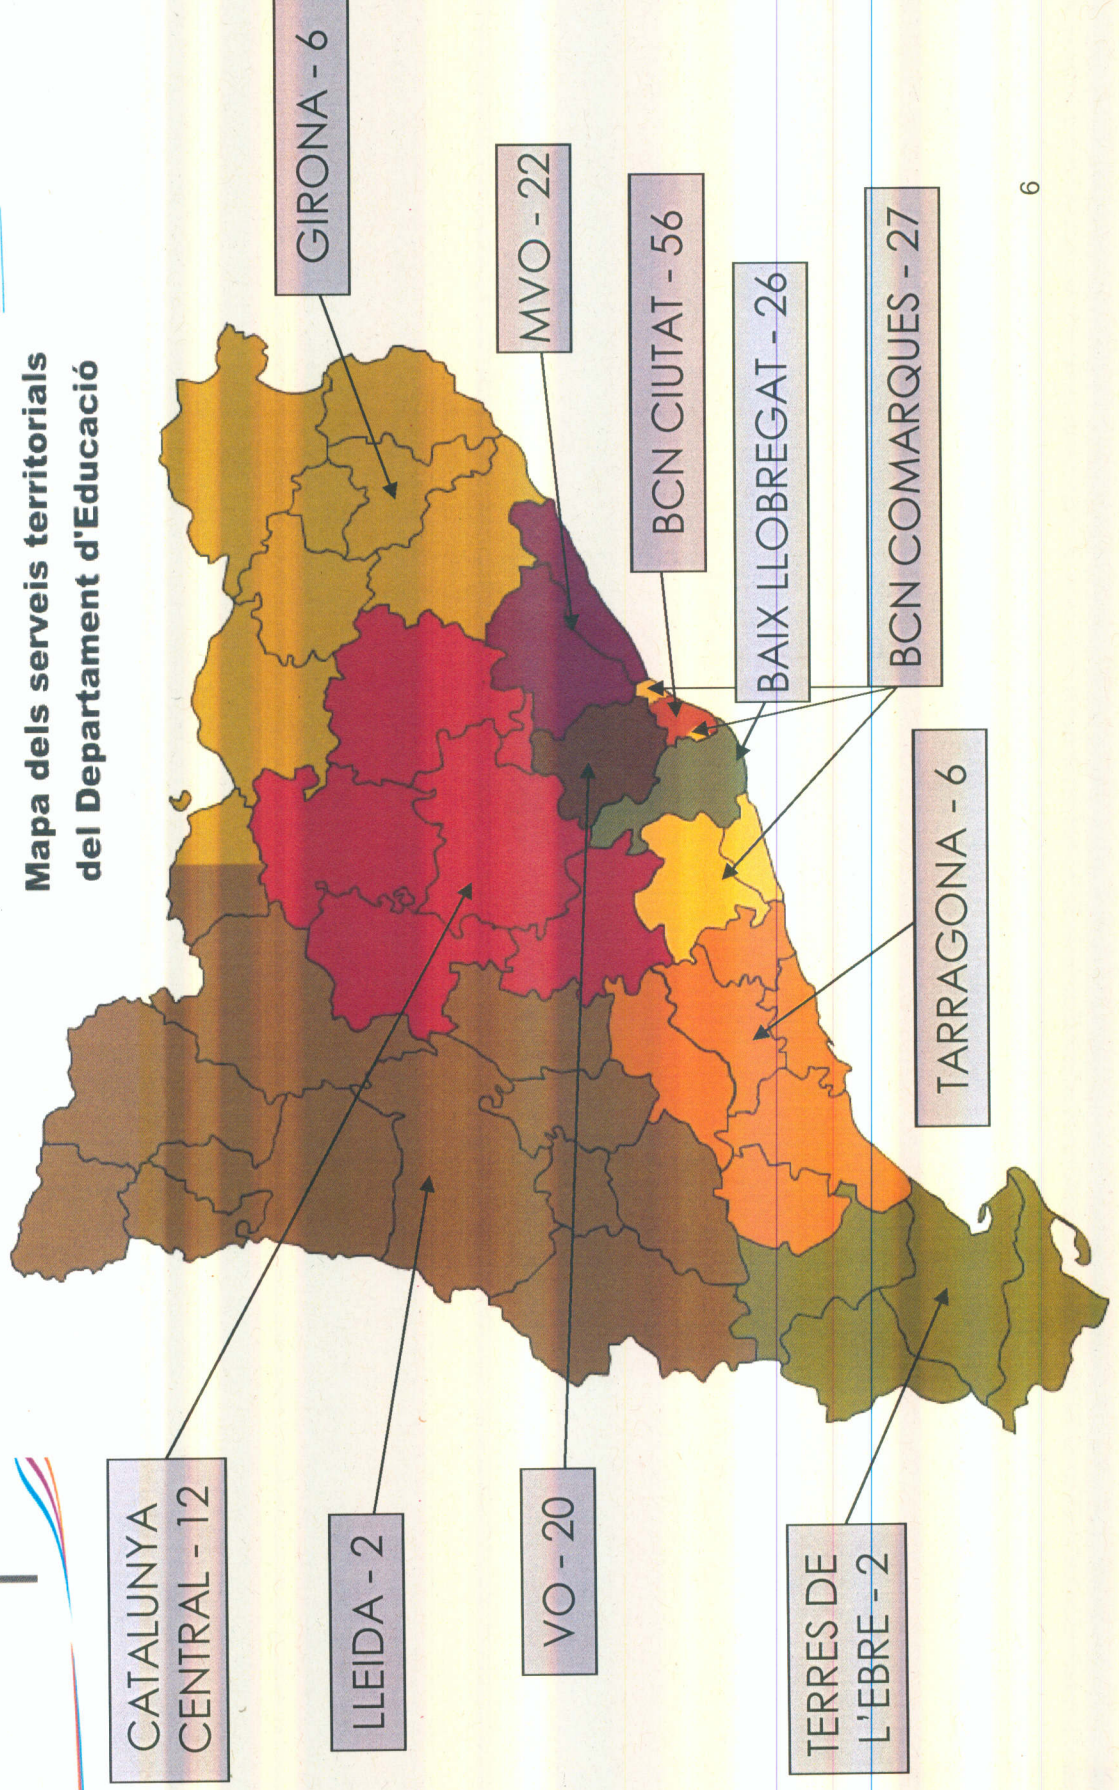 Mapa dels serveis territorials
del Departament d'Educació
CATALUNYA
CENTRAL - 12
GIRONA - 6
LLEIDA - 2
MVO - 22
VO - 20
BCN CIUTAT - 56
BAIX LLOBREGAT - 26
BCN COMARQUES - 27
TERRES DE
L'EBRE - 2
TARRAGONA - 6
6